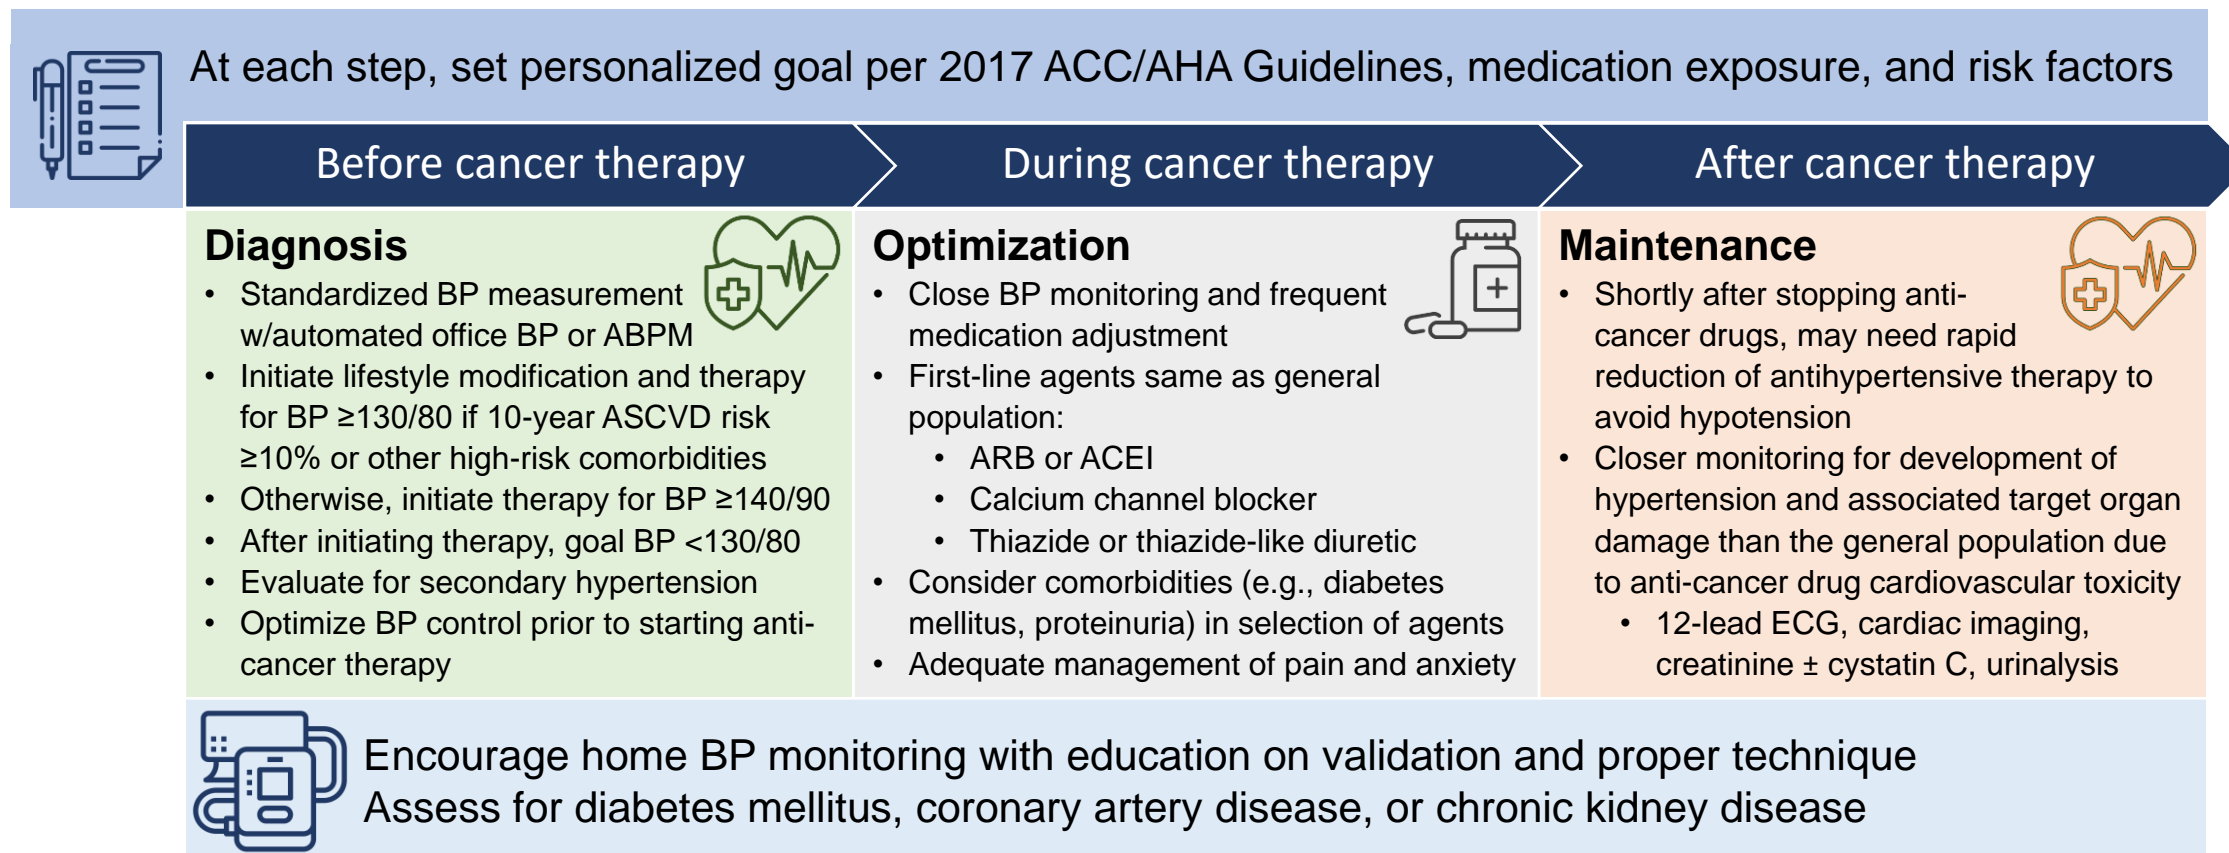 At each step, set personalized goal per 2017 ACC/AHA Guidelines, medication exposure, and risk factors
Before cancer therapy
During cancer therapy
After cancer therapy
Diagnosis
• Standardized BP measurement
w/automated office BP or ABPM
• Initiate lifestyle modification and therapy
for BP ≥130/80 if 10-year ASCVD risk
≥10% or other high-risk comorbidities
• Otherwise, initiate therapy for BP ≥140/90
• After initiating therapy, goal BP <130/80
• Evaluate for secondary hypertension
• Optimize BP control prior to starting anti-
cancer therapy
Optimization
• Close BP monitoring and frequent
medication adjustment
• First-line agents same as general
population:
• ARB or ACEI
• Calcium channel blocker
• Thiazide or thiazide-like diuretic
• Consider comorbidities (e.g., diabetes
mellitus, proteinuria) in selection of agents
• Adequate management of pain and anxiety
Maintenance
• Shortly after stopping anti-
cancer drugs, may need rapid
reduction of antihypertensive therapy to
avoid hypotension
• Closer monitoring for development of
hypertension and associated target organ
damage than the general population due
to anti-cancer drug cardiovascular toxicity
• 12-lead ECG, cardiac imaging,
creatinine ± cystatin C, urinalysis
Encourage home BP monitoring with education on validation and proper technique
Assess for diabetes mellitus, coronary artery disease, or chronic kidney disease